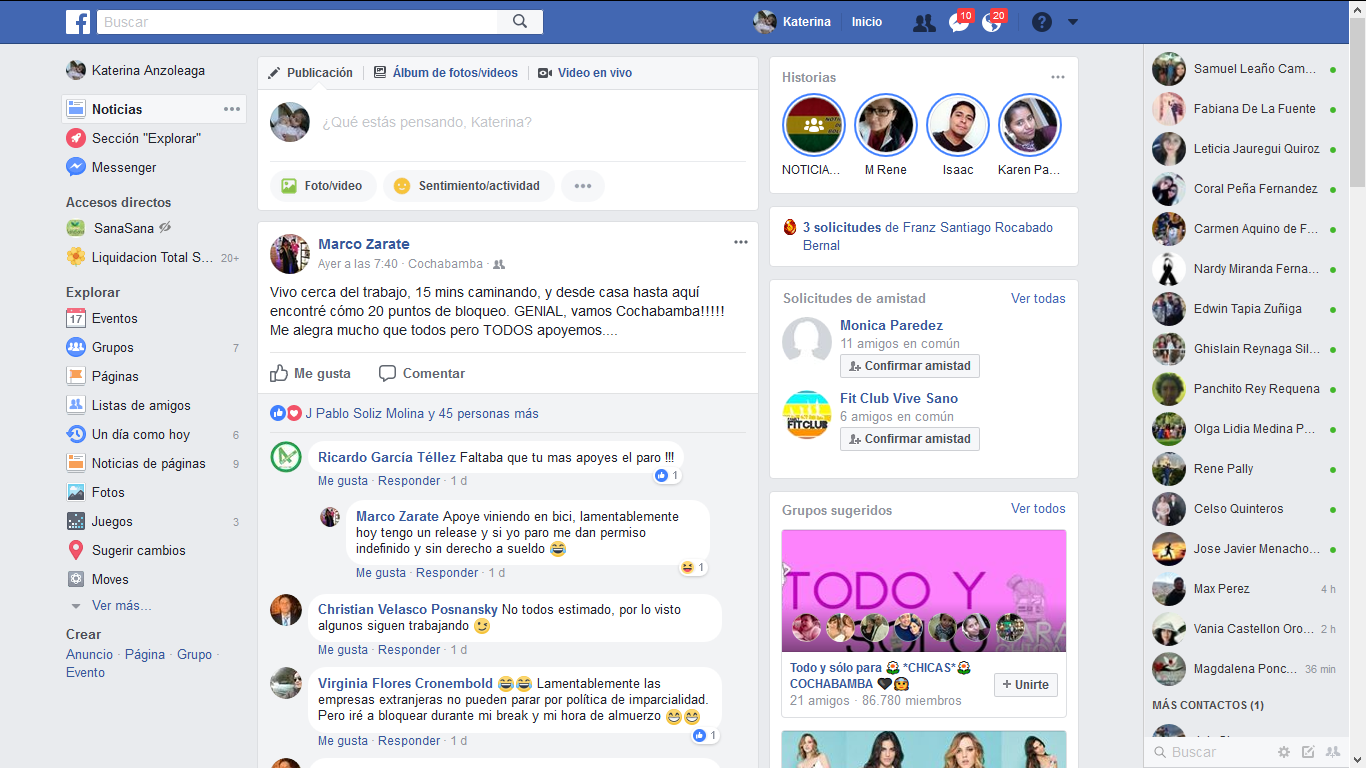 Buscar
Katerina
Inicio
10
20
Katerina Anzoleaga
Noticias
Sección "Explorar"
Messenger
Accesos directos
SanaSana
Liquidacion Total S... 20+
Explorar
17 Eventos
Grupos 7
Páginas
Listas de amigos
Un día como hoy 6
Noticias de páginas 9
Fotos
Juegos 3
Sugerir cambios
Moves
Ver más...
Crear
Anuncio · Página · Grupo ·
Evento
Publicación
Álbum de fotos/videos
Video en vivo
¿Qué estás pensando, Katerina?
Foto/video
Sentimiento/actividad
Marco Zarate
Ayer a las 7:40 · Cochabamba ·
Vivo cerca del trabajo, 15 mins caminando, y desde casa hasta aquí
encontré cómo 20 puntos de bloqueo. GENIAL, vamos Cochabamba!!!!!
Me alegra mucho que todos pero TODOS apoyemos....
Me gusta
Comentar
J Pablo Soliz Molina y 45 personas más
Ricardo García Téllez Faltaba que tu mas apoyes el paro !!!
1
Me gusta · Responder · 1 d
Marco Zarate Apoye viniendo en bici, lamentablemente
hoy tengo un release y si yo paro me dan permiso
indefinido y sin derecho a sueldo 😂
1
Me gusta · Responder · 1 d
Christian Velasco Posnansky No todos estimado, por lo visto
algunos siguen trabajando 😉
Me gusta · Responder · 1 d
Virginia Flores Cronembold 😂😂 Lamentablemente las
empresas extranjeras no pueden parar por política de imparcialidad.
Pero iré a bloquear durante mi break y mi hora de almuerzo 😁😁
1
Me gusta · Responder · 1 d
Historias
NOTICIA...
M Rene
Isaac
Karen Pa...
3 solicitudes de Franz Santiago Rocabado
Bernal
Solicitudes de amistad
Ver todas
Monica Paredez
11 amigos en común
Confirmar amistad
FIT CLUB
Fit Club Vive Sano
6 amigos en común
Confirmar amistad
Grupos sugeridos
Ver todos
TODO Y
Todo y sólo para 🌼 *CHICAS*🌼
COCHABAMBA 🖤👰
21 amigos · 86.780 miembros
+ Unirte
Samuel Leaño Cam...
Fabiana De La Fuente
Leticia Jauregui Quiroz
Coral Peña Fernandez
Carmen Aquino de F...
Nardy Miranda Ferna...
Edwin Tapia Zuñiga
Ghislain Reynaga Sil...
Panchito Rey Requena
Olga Lidia Medina P...
Rene Pally
Celso Quinteros
Jose Javier Menacho...
Max Perez 4 h
Vania Castellon Oro... 2 h
Magdalena Ponc... 36 min
MÁS CONTACTOS (1)
Buscar